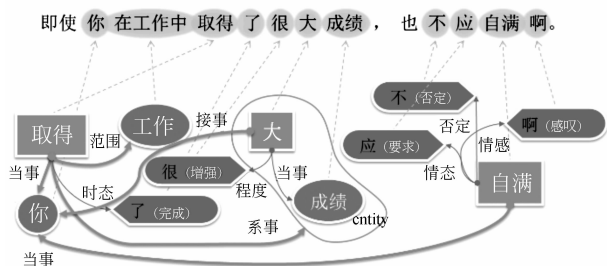 即使你在工作中取得了很大成绩，也不应自满啊。
不（否定）
取得
范围
工作
接事
大
否定
啊（感叹）
应（要求）
情感
当事
很（增强）
当事
情态
自满
时态
程度
你
了（完成）
成绩
系事
cntity
当事